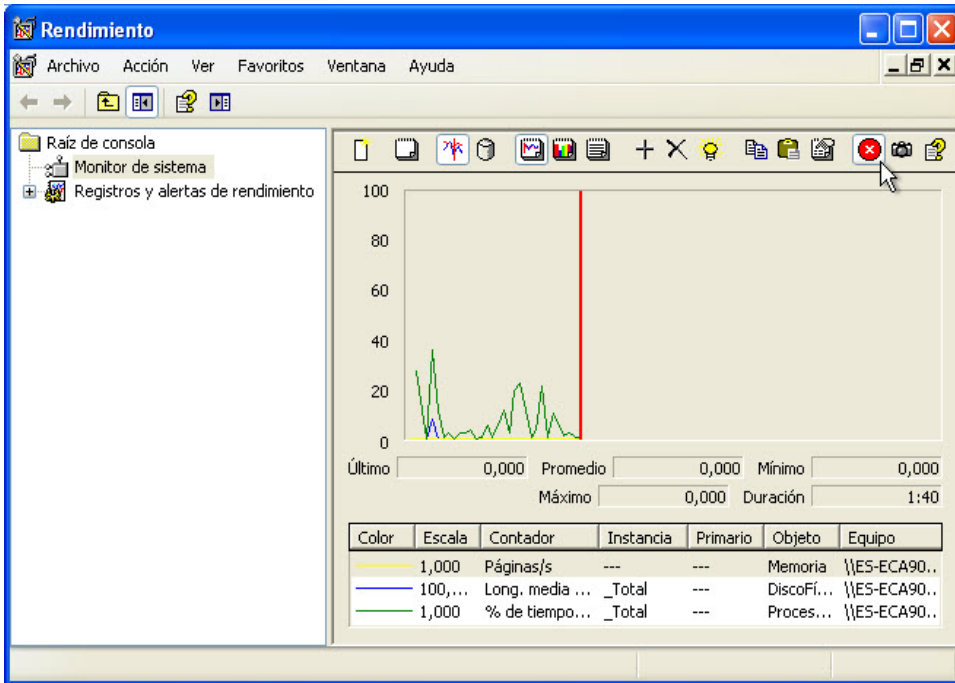 Rendimiento
Archivo Acción Ver Favoritos Ventana Ayuda
Raíz de consola
Monitor de sistema
Registros y alertas de rendimiento
100
80
60
40
20
0
Último 0,000 Promedio 0,000 Mínimo 0,000
Máximo 0,000 Duración 1:40
Color Escala Contador Instancia Primario Objeto Equipo
1,000 Páginas/s --- --- Memoria \\ES-ECA90..
100,... Long. media ... _Total --- DiscoFí... \\ES-ECA90..
1,000 % de tiempo... _Total --- Proces... \\ES-ECA90..